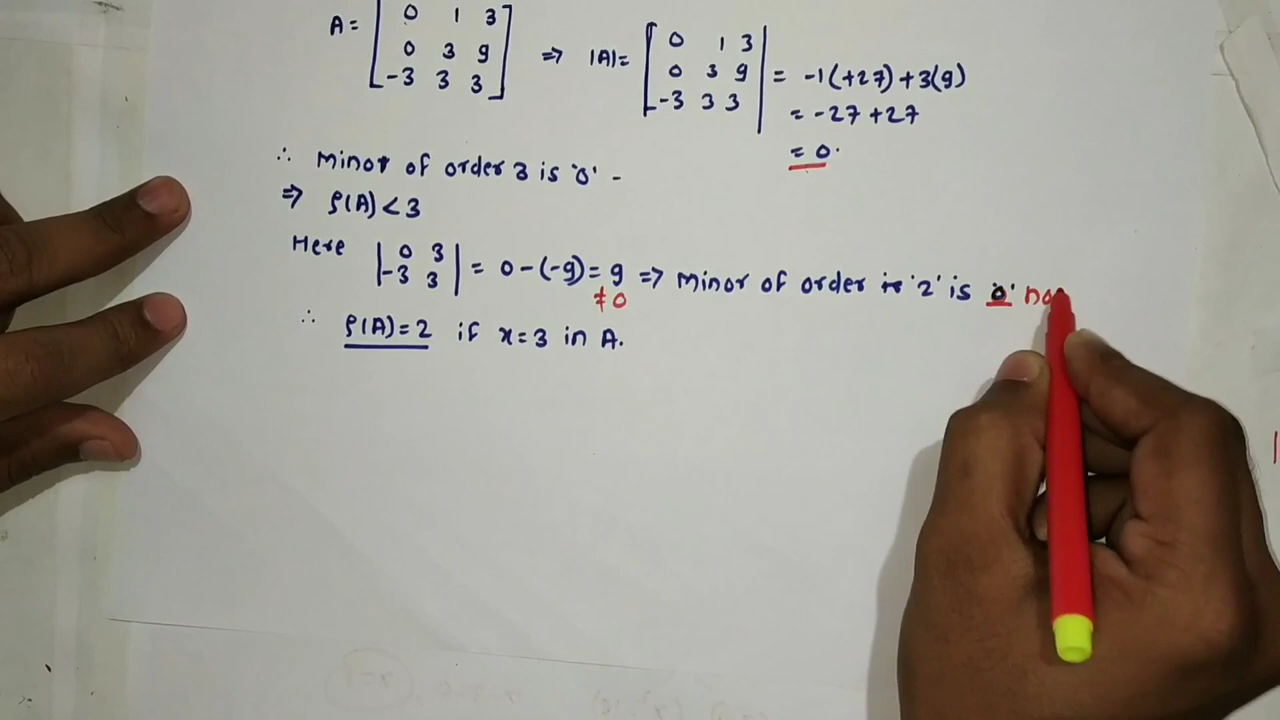 A = [ 0 1 3
0 3 9
-3 3 3 ] ⇒ |A| = [ 0 1 3
0 3 9
-3 3 3 | = -1(+27) + 3(9)
= -27 + 27
= 0.
∴ Minor of order 3 is '0' -
⇒ ρ(A) < 3
Here | 0 3
-3 3 | = 0 - (-9) = 9 ⇒ Minor of order is '2' is '0' no
≠ 0
∴ ρ(A) = 2 if x = 3 in A.